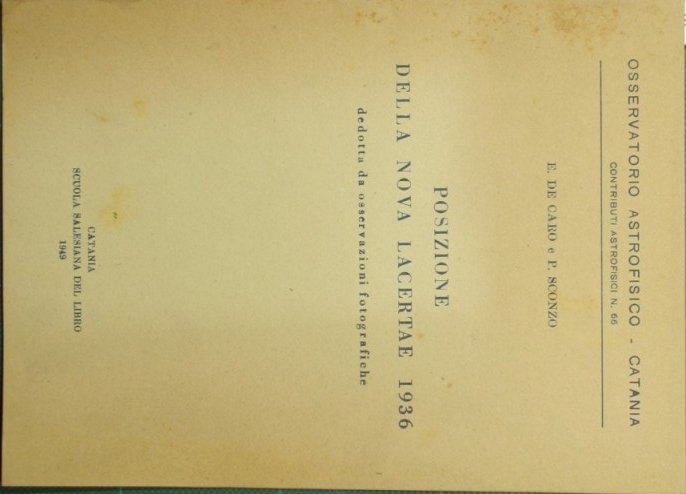 OSSERVATORIO ASTROFISICO - CATANIA
CONTRIBUTI ASTROFISICI N. 66
E. DE CARO e P. SCONZO
POSIZIONE
DELLA NOVA LACERTAE 1936
dedotta da osservazioni fotografiche
CATANIA
SCUOLA SALESIANA DEL LIBRO
1949